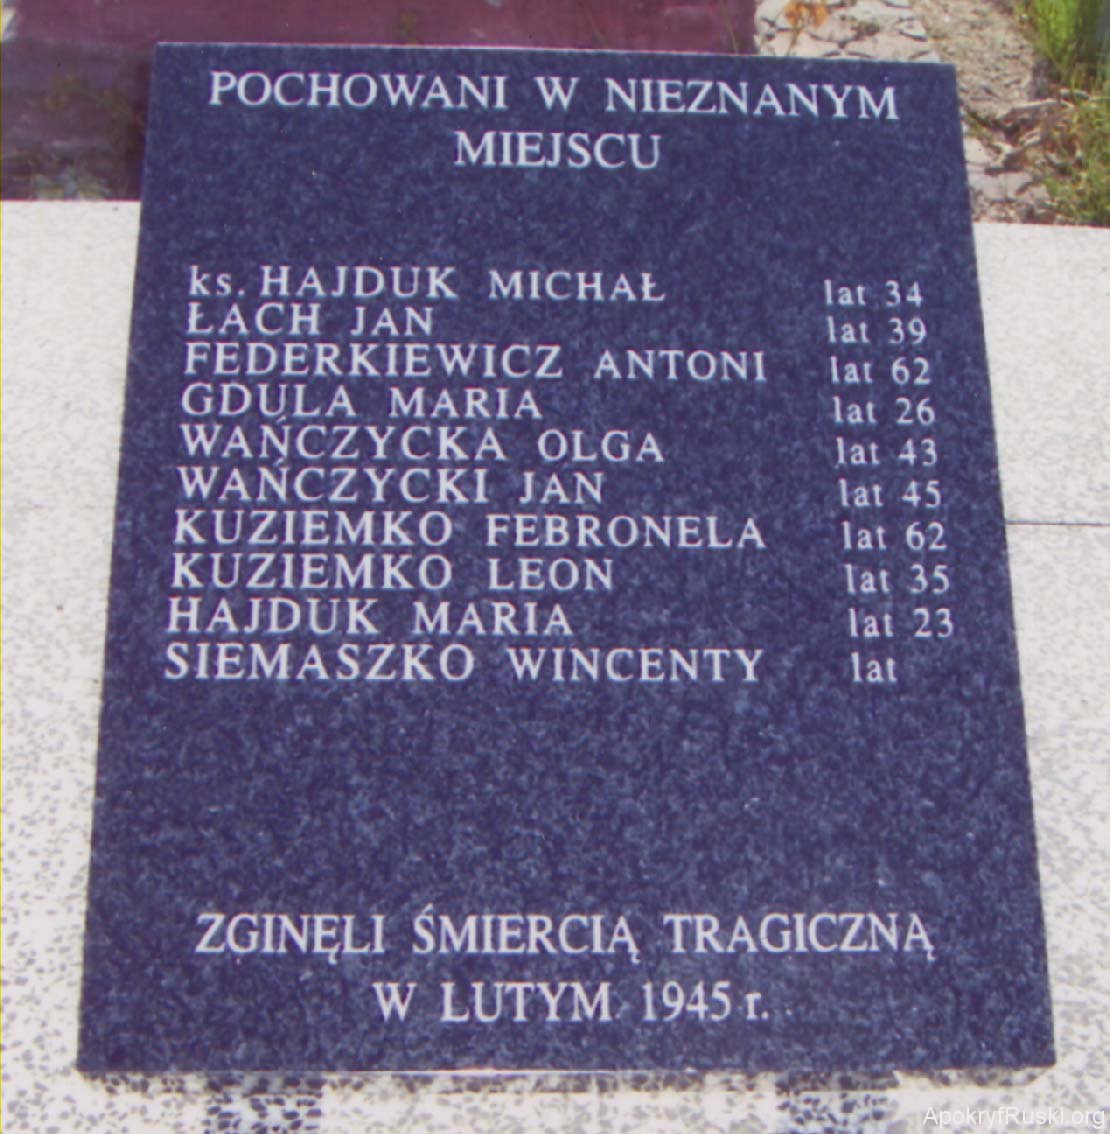 POCHOWANI W NIEZNANYM
MIEJSCU
ks. HAJDUK MICHAŁ lat 34
ŁACH JAN lat 39
FEDERKIEWICZ ANTONI lat 62
GDULA MARIA lat 26
WAŃCZYCKA OLGA lat 43
WAŃCZYCKI JAN lat 45
KUZIEMKO FEBRONELA lat 62
KUZIEMKO LEON lat 35
HAJDUK MARIA lat 23
SIEMASZKO WINCENTY lat
ZGINĘLI ŚMIERCIĄ TRAGICZNĄ
W LUTYM 1945 r.
ApokryfRuski.org